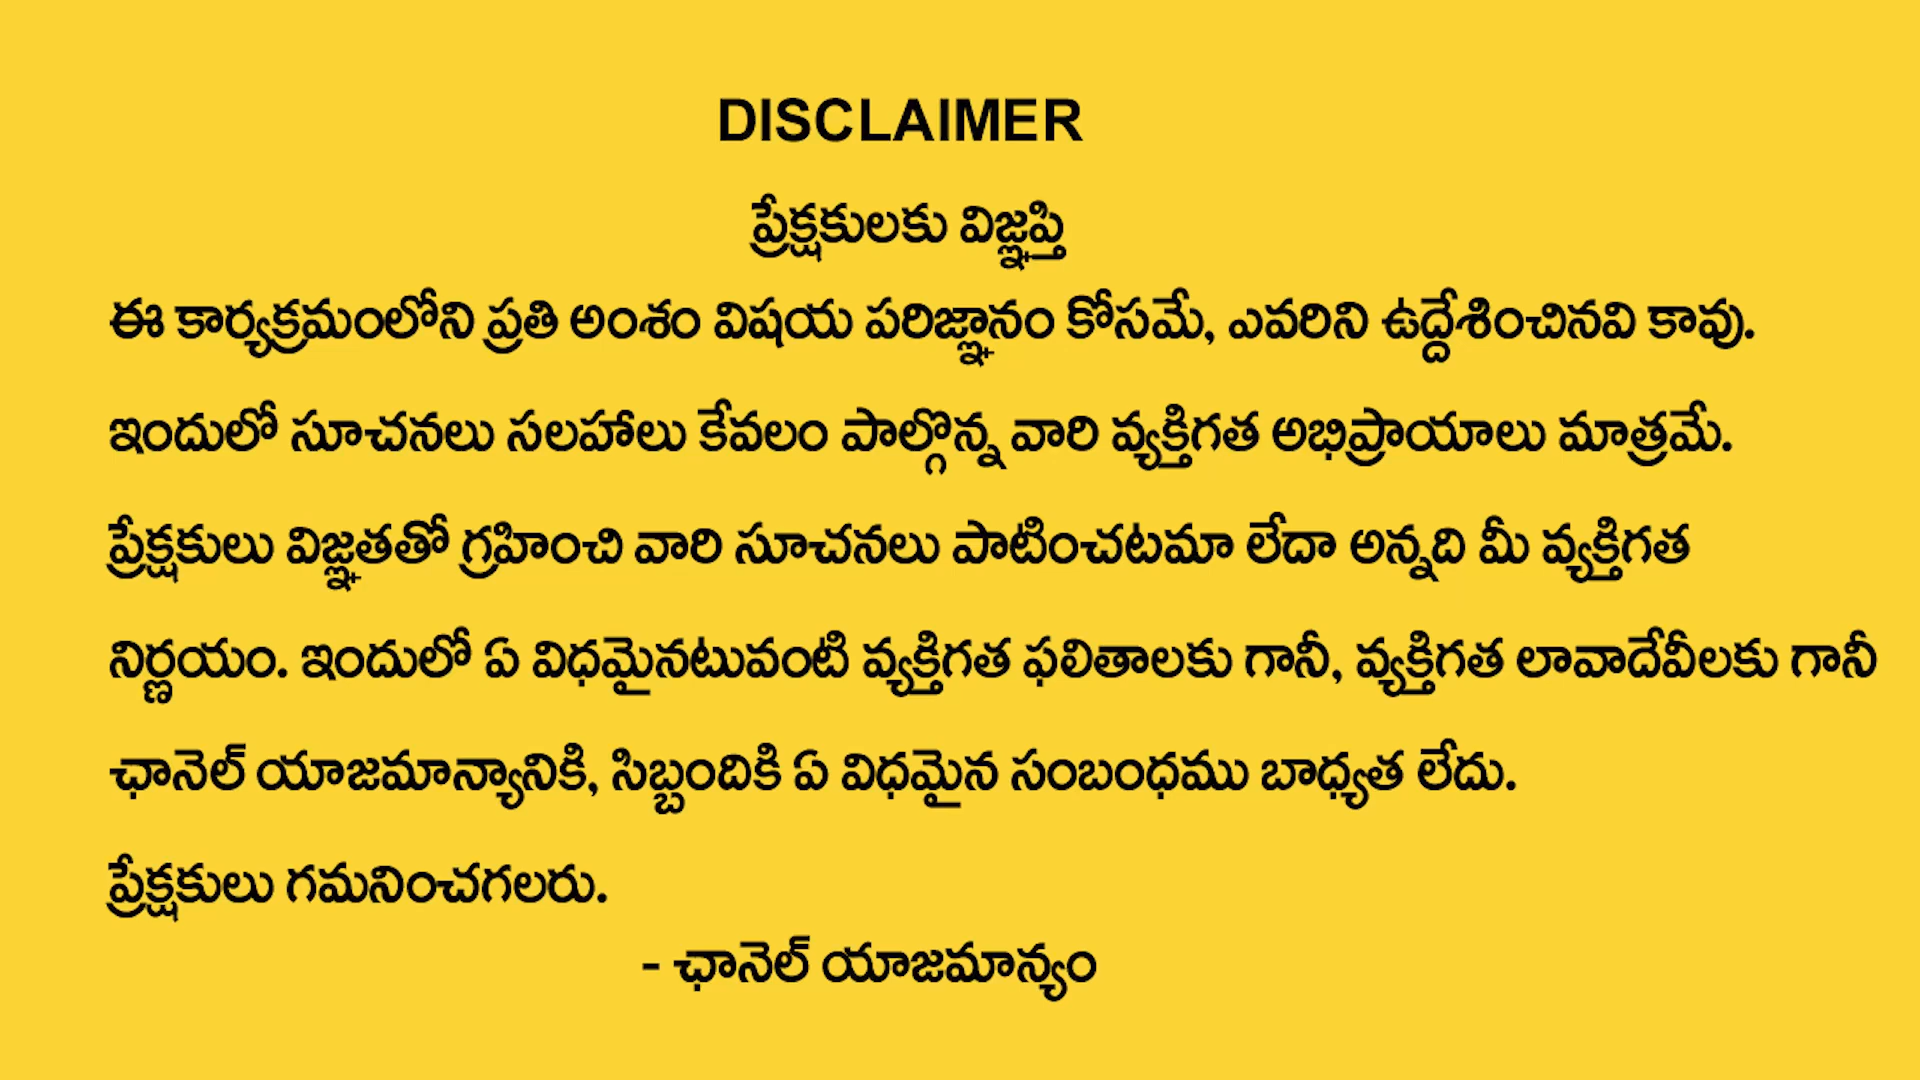 DISCLAIMER
ప్రేక్షకులకు విజ్ఞప్తి
ఈ కార్యక్రమంలోని ప్రతి అంశం విషయ పరిజ్ఞానం కోసమే, ఎవరిని ఉద్దేశించినవి కావు.
ఇందులో సూచనలు సలహాలు కేవలం పాల్గొన్న వారి వ్యక్తిగత అభిప్రాయాలు మాత్రమే.
ప్రేక్షకులు విజ్ఞతతో గ్రహించి వారి సూచనలు పాటించటమా లేదా అన్నది మీ వ్యక్తిగత
నిర్ణయం. ఇందులో ఏ విధమైనటువంటి వ్యక్తిగత ఫలితాలకు గానీ, వ్యక్తిగత లావాదేవీలకు గానీ
ఛానెల్ యాజమాన్యానికి, సిబ్బందికి ఏ విధమైన సంబంధము బాధ్యత లేదు.
ప్రేక్షకులు గమనించగలరు.
- ఛానెల్ యాజమాన్యం